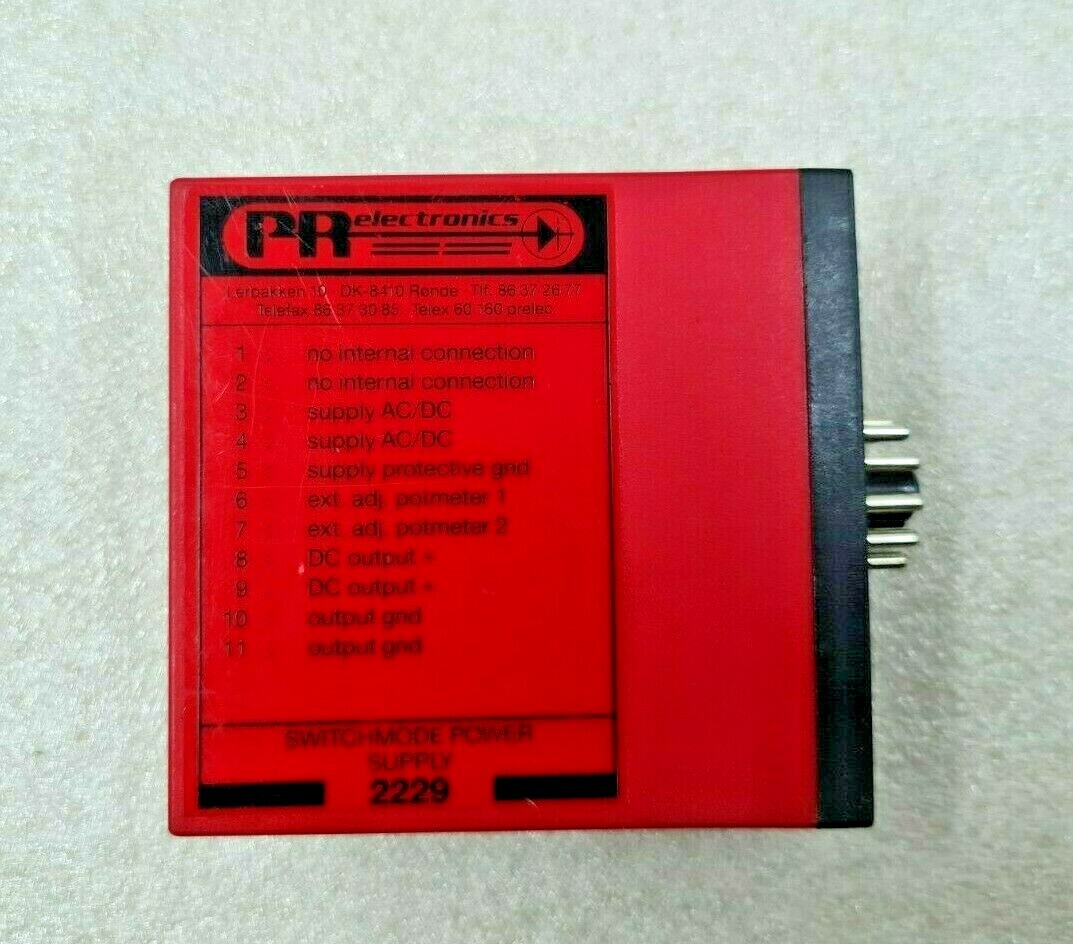 PR electronics
Lerbakken 10 DK-8410 Rønde Tlf. 86 37 26 77
Telefax 86 37 30 85 Telex 60 160 prelec
1 no internal connection
2 no internal connection
3 supply AC/DC
4 supply AC/DC
5 supply protective gnd
6 ext. adj. potmeter 1
7 ext. adj. potmeter 2
8 DC output +
9 DC output +
10 output gnd
11 output gnd
SWITCHMODE POWER
SUPPLY
2229